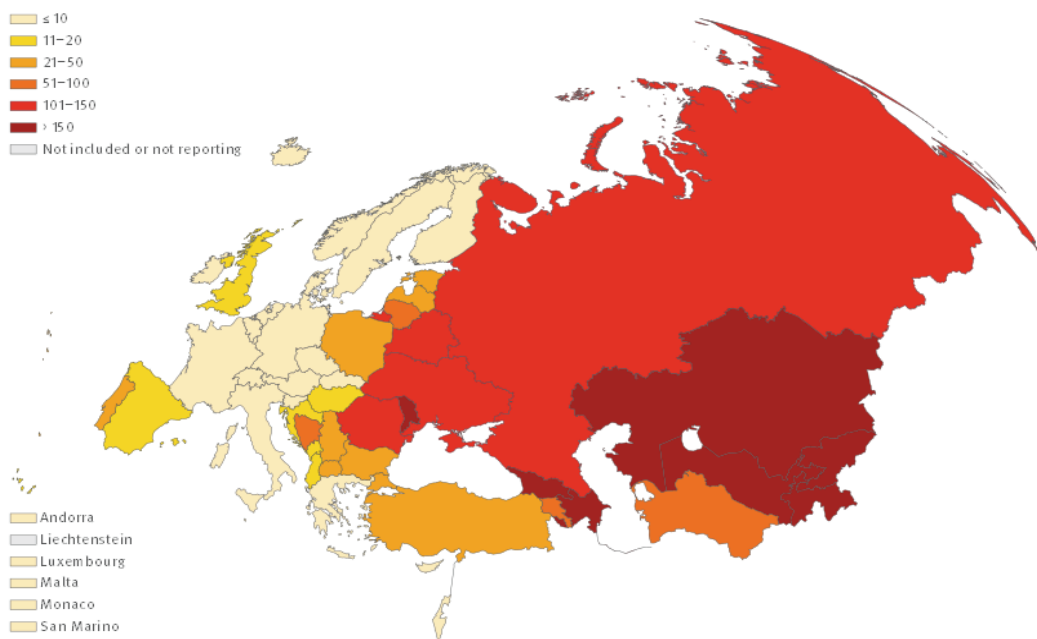 ≤ 10
11–20
21–50
51–100
101–150
› 150
Not included or not reporting
Andorra
Liechtenstein
Luxembourg
Malta
Monaco
San Marino